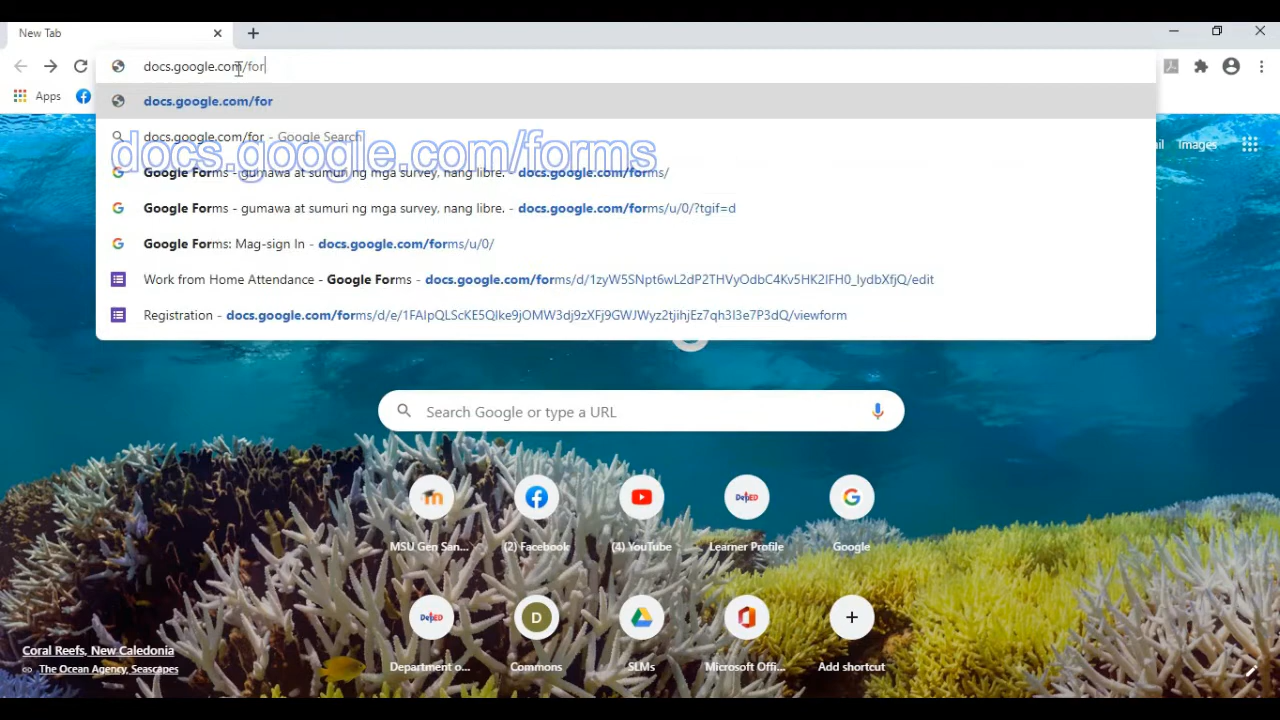 New Tab
docs.google.com/for
Apps
docs.google.com/for
docs.google.com/for - Google Search
docs.google.com/forms
Images
Google Forms - gumawa at sumuri ng mga survey, nang libre. - docs.google.com/forms/
Google Forms - gumawa at sumuri ng mga survey, nang libre. - docs.google.com/forms/u/0/?tgif=d
Google Forms: Mag-sign In - docs.google.com/forms/u/0/
Work from Home Attendance - Google Forms - docs.google.com/forms/d/1zyW5SNpt6wL2dP2THVyOdbC4Kv5HK2IFH0_IydbXfjQ/edit
Registration - docs.google.com/forms/d/e/1FAIpQLScKE5Qlke9jOMW3dj9zXFj9GWJWyz2tjihjEz7qh3I3e7P3dQ/viewform
Search Google or type a URL
MSU Gen San...
(2) Facebook
(4) YouTube
Learner Profile
Google
Department o...
Commons
SLMs
Microsoft Offi...
Add shortcut
Coral Reefs, New Caledonia
The Ocean Agency, Seascapes